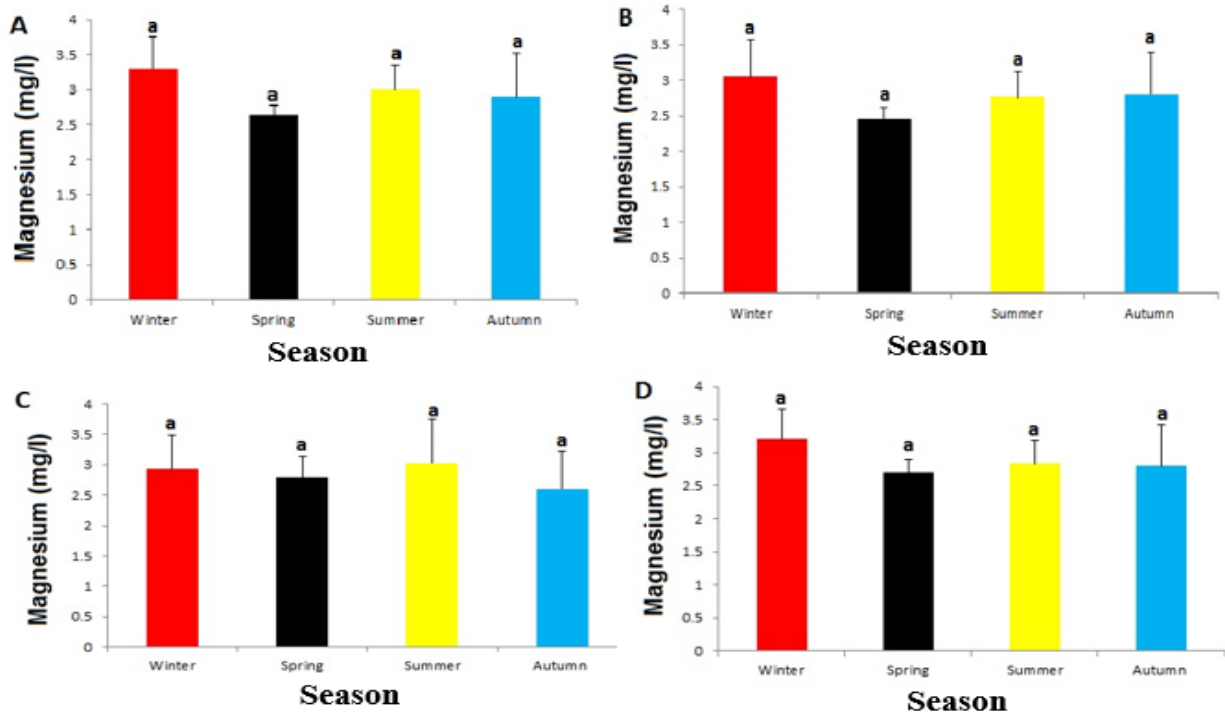 A
Magnesium (mg/l)
4
3.5
3
2.5
2
1.5
1
0.5
0
a
a
a
a
Winter
Spring
Summer
Autumn
Season
B
Magnesium (mg/l)
4
3.5
3
2.5
2
1.5
1
0.5
0
a
a
a
a
Winter
Spring
Summer
Autumn
Season
C
Magnesium (mg/l)
4
3.5
3
2.5
2
1.5
1
0.5
0
a
a
a
a
Winter
Spring
Summer
Autumn
Season
D
Magnesium (mg/l)
4
3.5
3
2.5
2
1.5
1
0.5
0
a
a
a
a
Winter
Spring
Summer
Autumn
Season